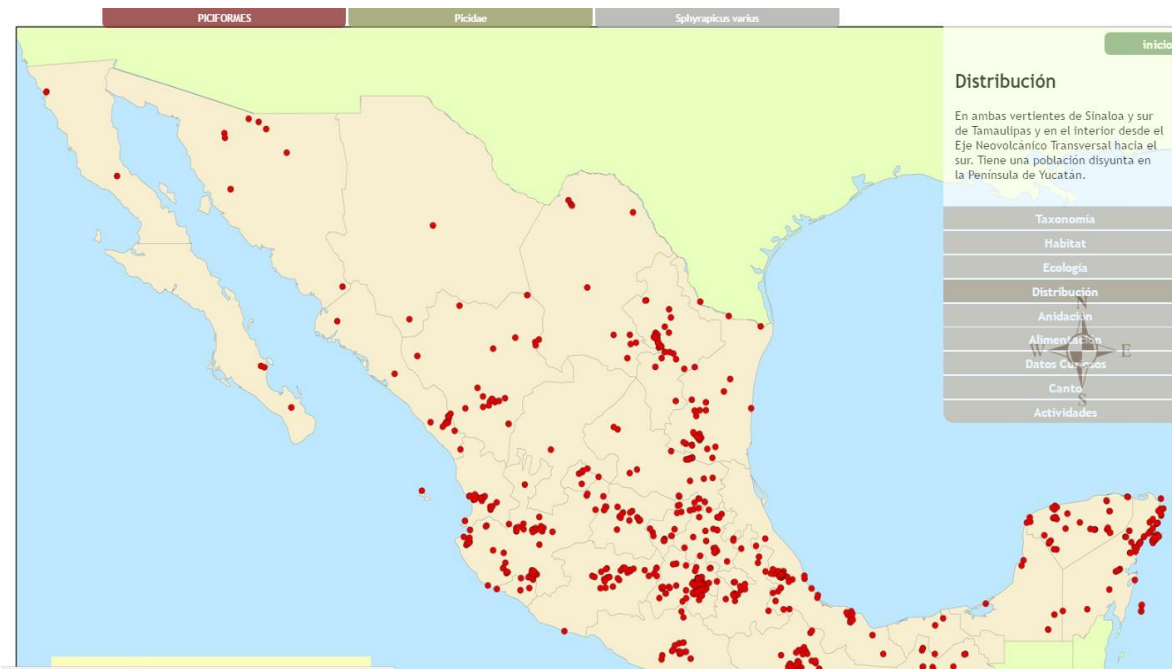 PICIFORMES
Picidae
Sphyrapicus varius
inicio
Distribución
En ambas vertientes de Sinaloa y sur
de Tamaulipas y en el interior desde el
Eje Neovolcánico Transversal hacia el
sur. Tiene una población disyunta en
la Península de Yucatán.
Taxonomía
Habitat
Ecología
Distribución
N
Anidación
Alimentación
W
E
Datos Curiosos
Canto
S
Actividades